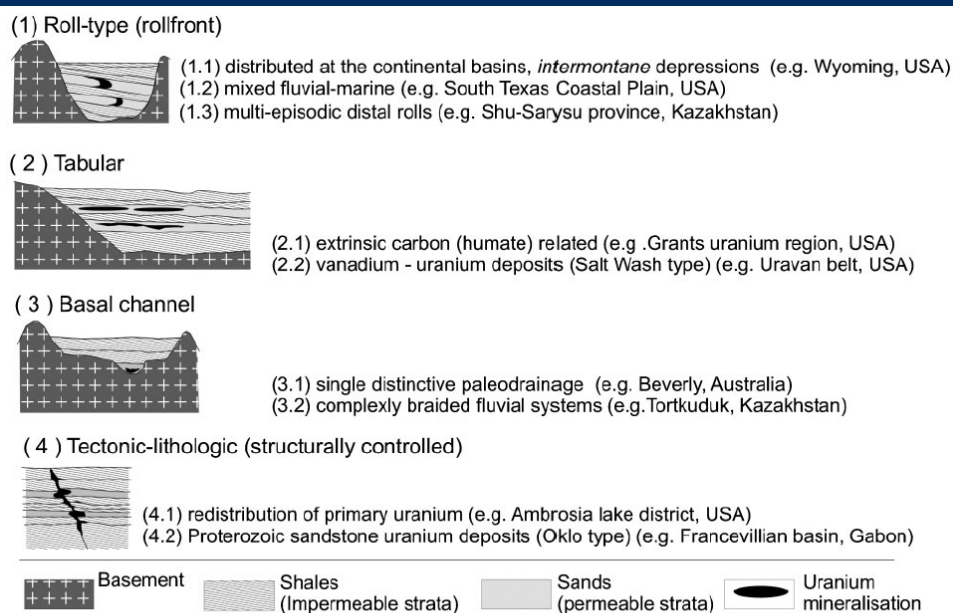 (1) Roll-type (rollfront)
(1.1) distributed at the continental basins, intermontane depressions (e.g. Wyoming, USA)
(1.2) mixed fluvial-marine (e.g. South Texas Coastal Plain, USA)
(1.3) multi-episodic distal rolls (e.g. Shu-Sarysu province, Kazakhstan)
( 2 ) Tabular
(2.1) extrinsic carbon (humate) related (e.g .Grants uranium region, USA)
(2.2) vanadium - uranium deposits (Salt Wash type) (e.g. Uravan belt, USA)
( 3 ) Basal channel
(3.1) single distinctive paleodrainage (e.g. Beverly, Australia)
(3.2) complexly braided fluvial systems (e.g.Tortkuduk, Kazakhstan)
( 4 ) Tectonic-lithologic (structurally controlled)
(4.1) redistribution of primary uranium (e.g. Ambrosia lake district, USA)
(4.2) Proterozoic sandstone uranium deposits (Oklo type) (e.g. Francevillian basin, Gabon)
Basement
Shales
(Impermeable strata)
Sands
(permeable strata)
Uranium
mineralisation